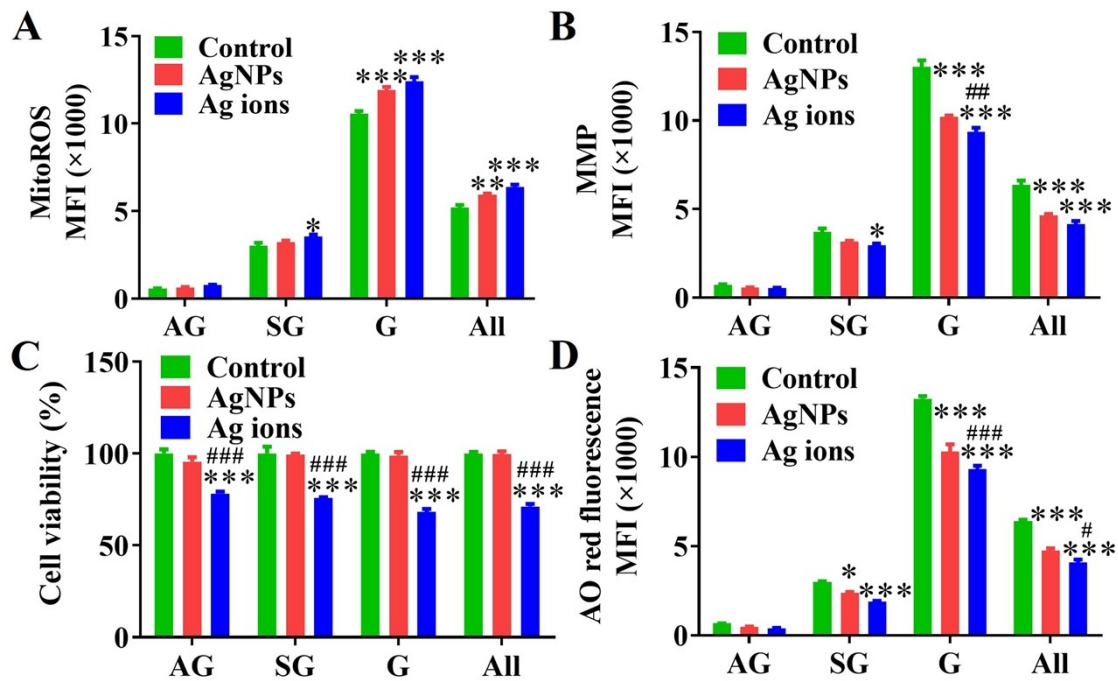 A
MitoROS
MFI (×1000)
15
10
5
0
Control
AgNPs
Ag ions
*
***
***
**
***
AG SG G All
B
MMP
MFI (×1000)
15
10
5
0
Control
AgNPs
Ag ions
*
***
##
***
***
***
AG SG G All
C
Cell viability (%)
150
100
50
0
Control
AgNPs
Ag ions
###
***
###
***
###
***
###
***
AG SG G All
D
AO red fluorescence
MFI (×1000)
15
10
5
0
Control
AgNPs
Ag ions
*
***
***
###
***
***
#
***
AG SG G All